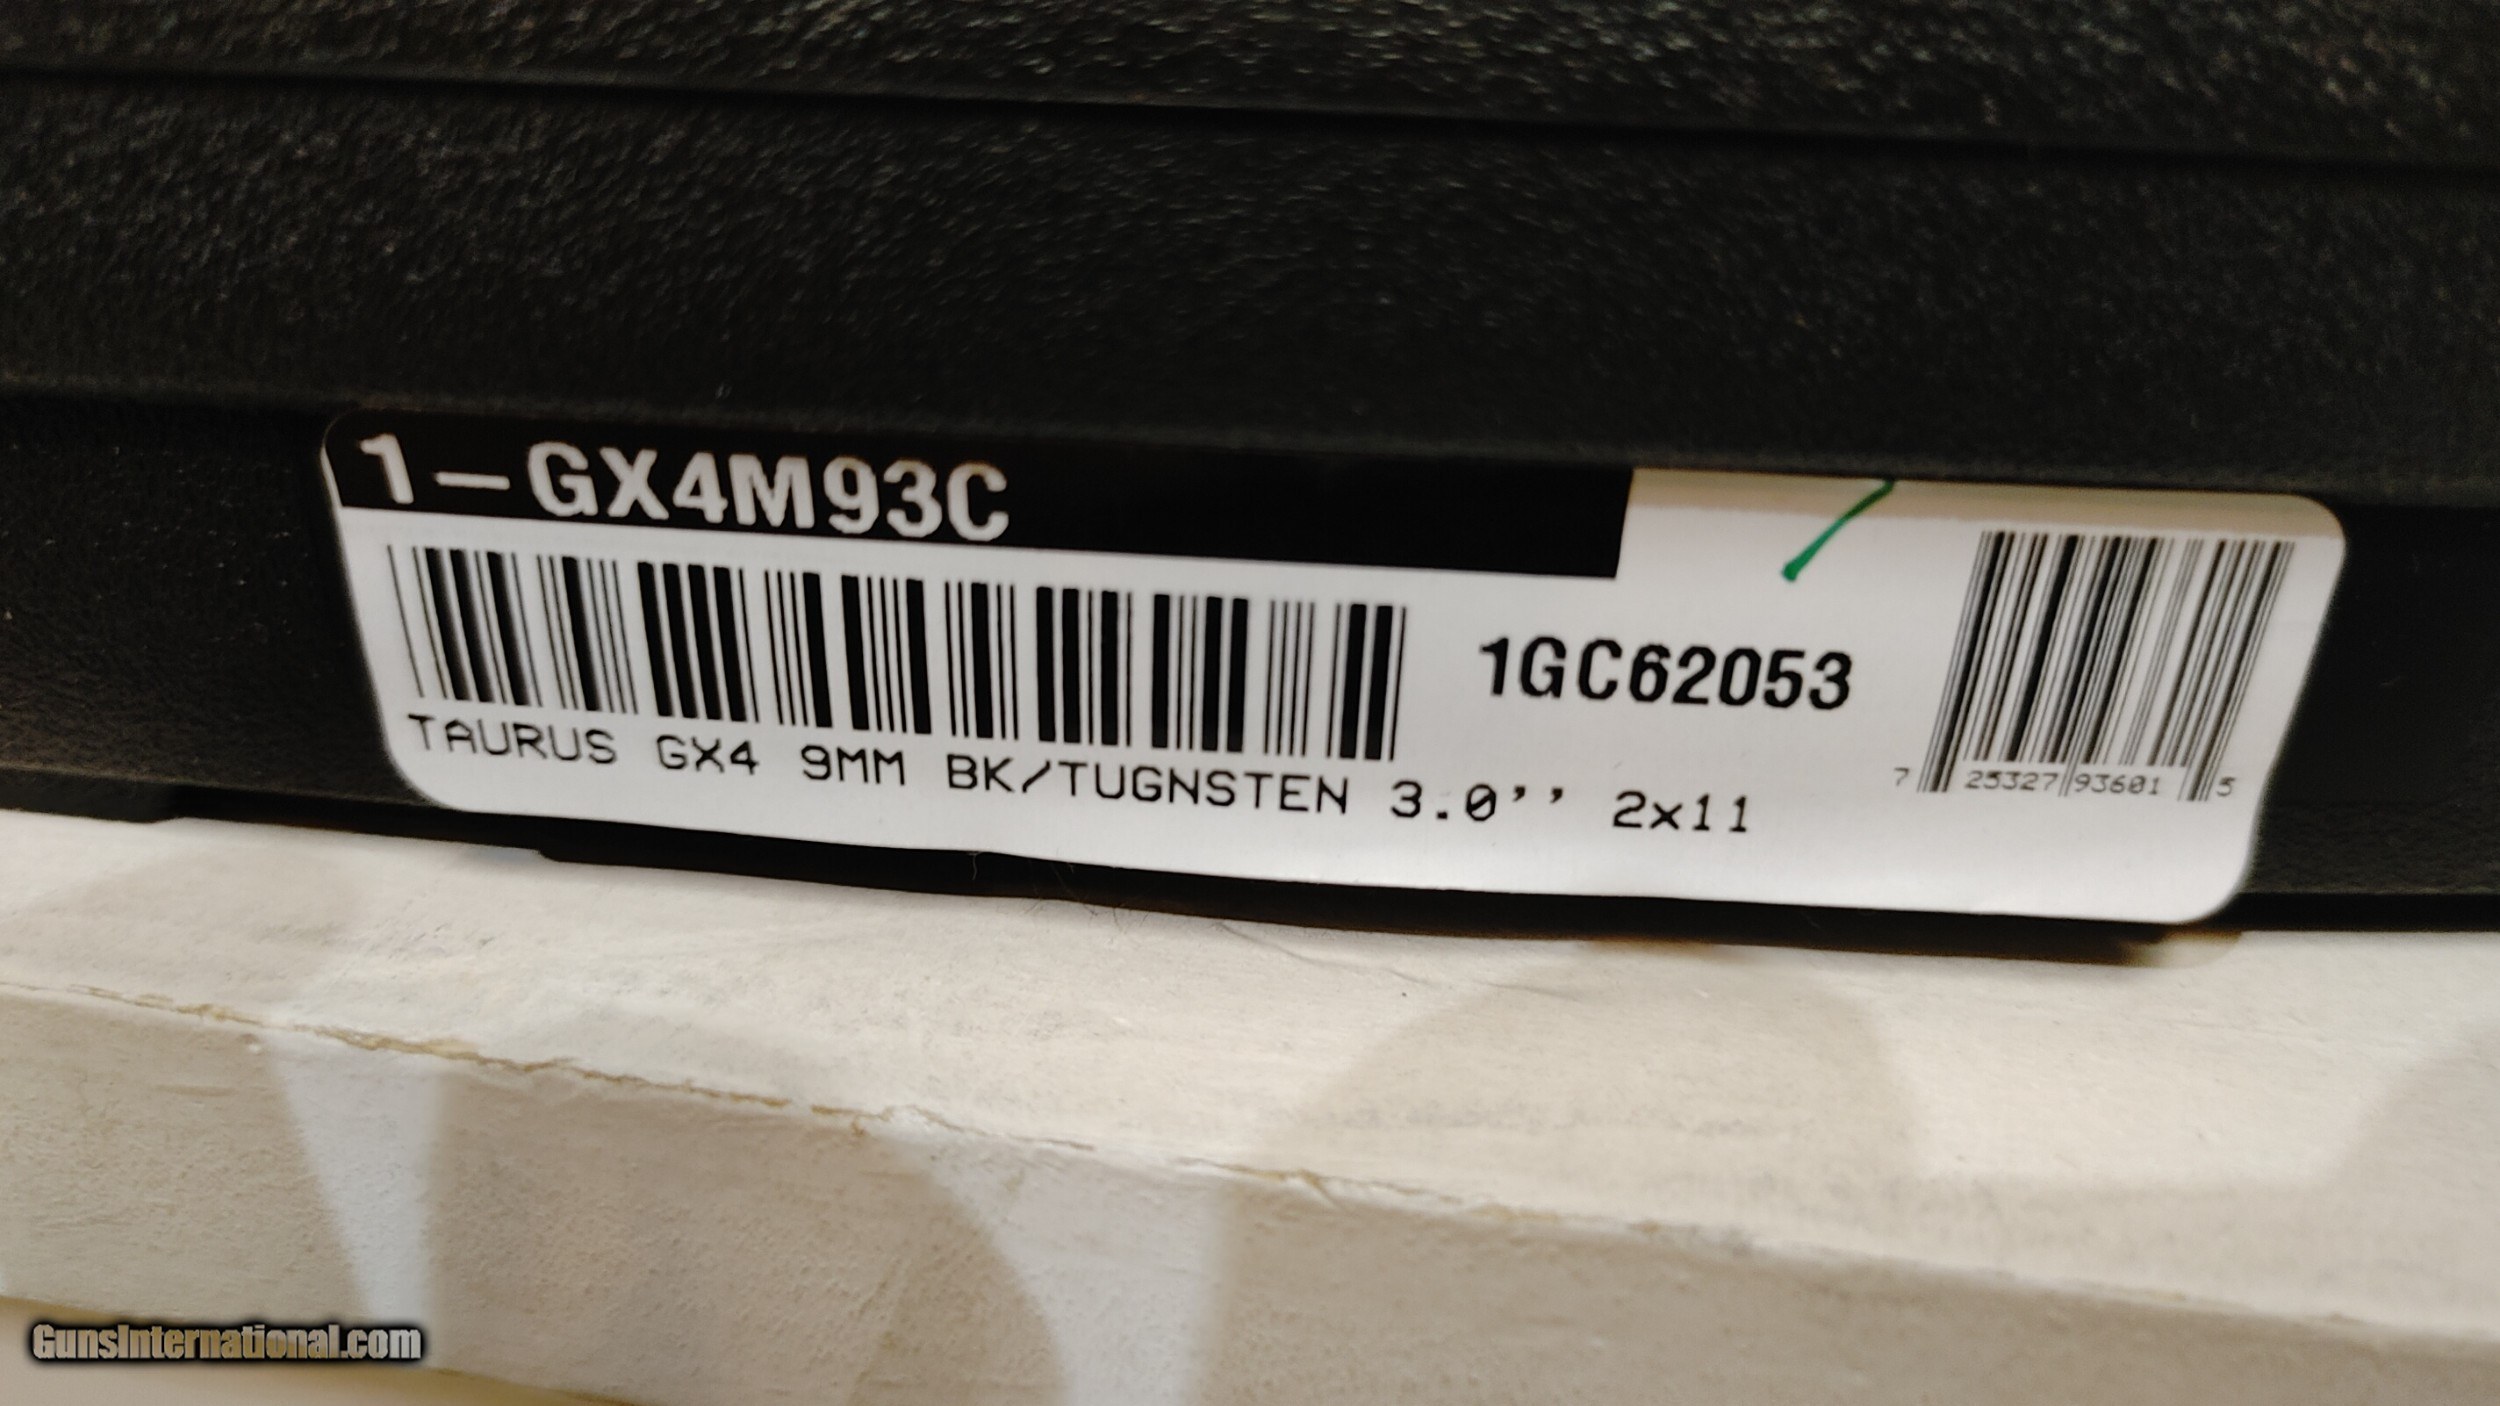 1-GX4M93C
1GC62053
TAURUS GX4 9MM BK/TUGNSTEN 3.0'' 2x11
7 25327 93601 5
GunsInternational.com